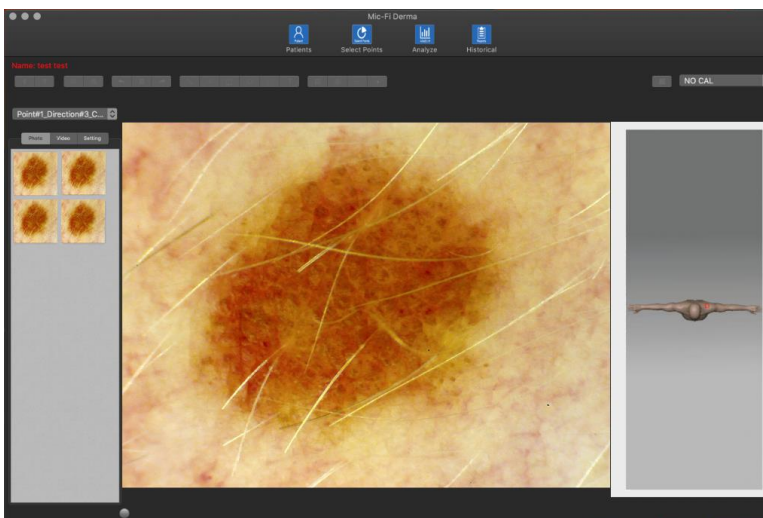 Mic-Fi Derma
Patients
Select Points
Analyze
Historical
Name: test test
NO CAL
Point#1_Direction#3_C...
Photo
Video
Setting